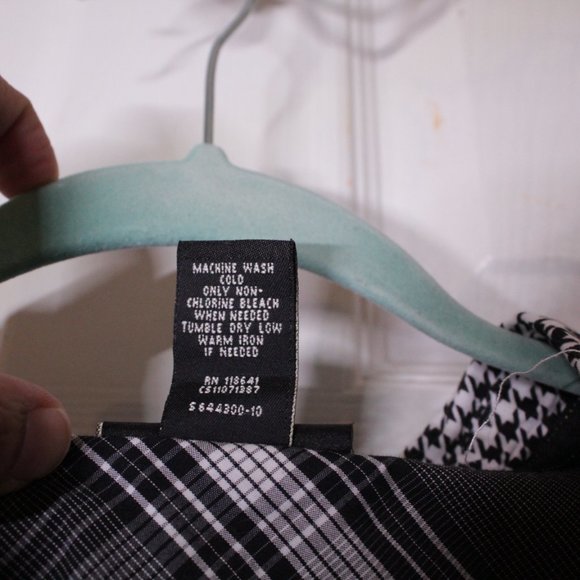 MACHINE WASH
COLD
ONLY NON-
CHLORINE BLEACH
WHEN NEEDED
TUMBLE DRY LOW
WARM IRON
IF NEEDED
RN 118641
CS11071387
S644300-10